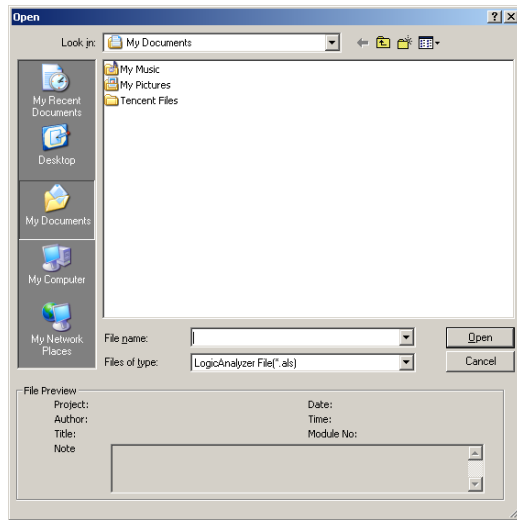 Open
Look in: My Documents
My Music
My Pictures
Tencent Files
My Recent
Documents
Desktop
My Documents
My Computer
My Network
Places
File name:
Open
Files of type: LogicAnalyzer File(*.als)
Cancel
File Preview
Project: Date:
Author: Time:
Title: Module No:
Note